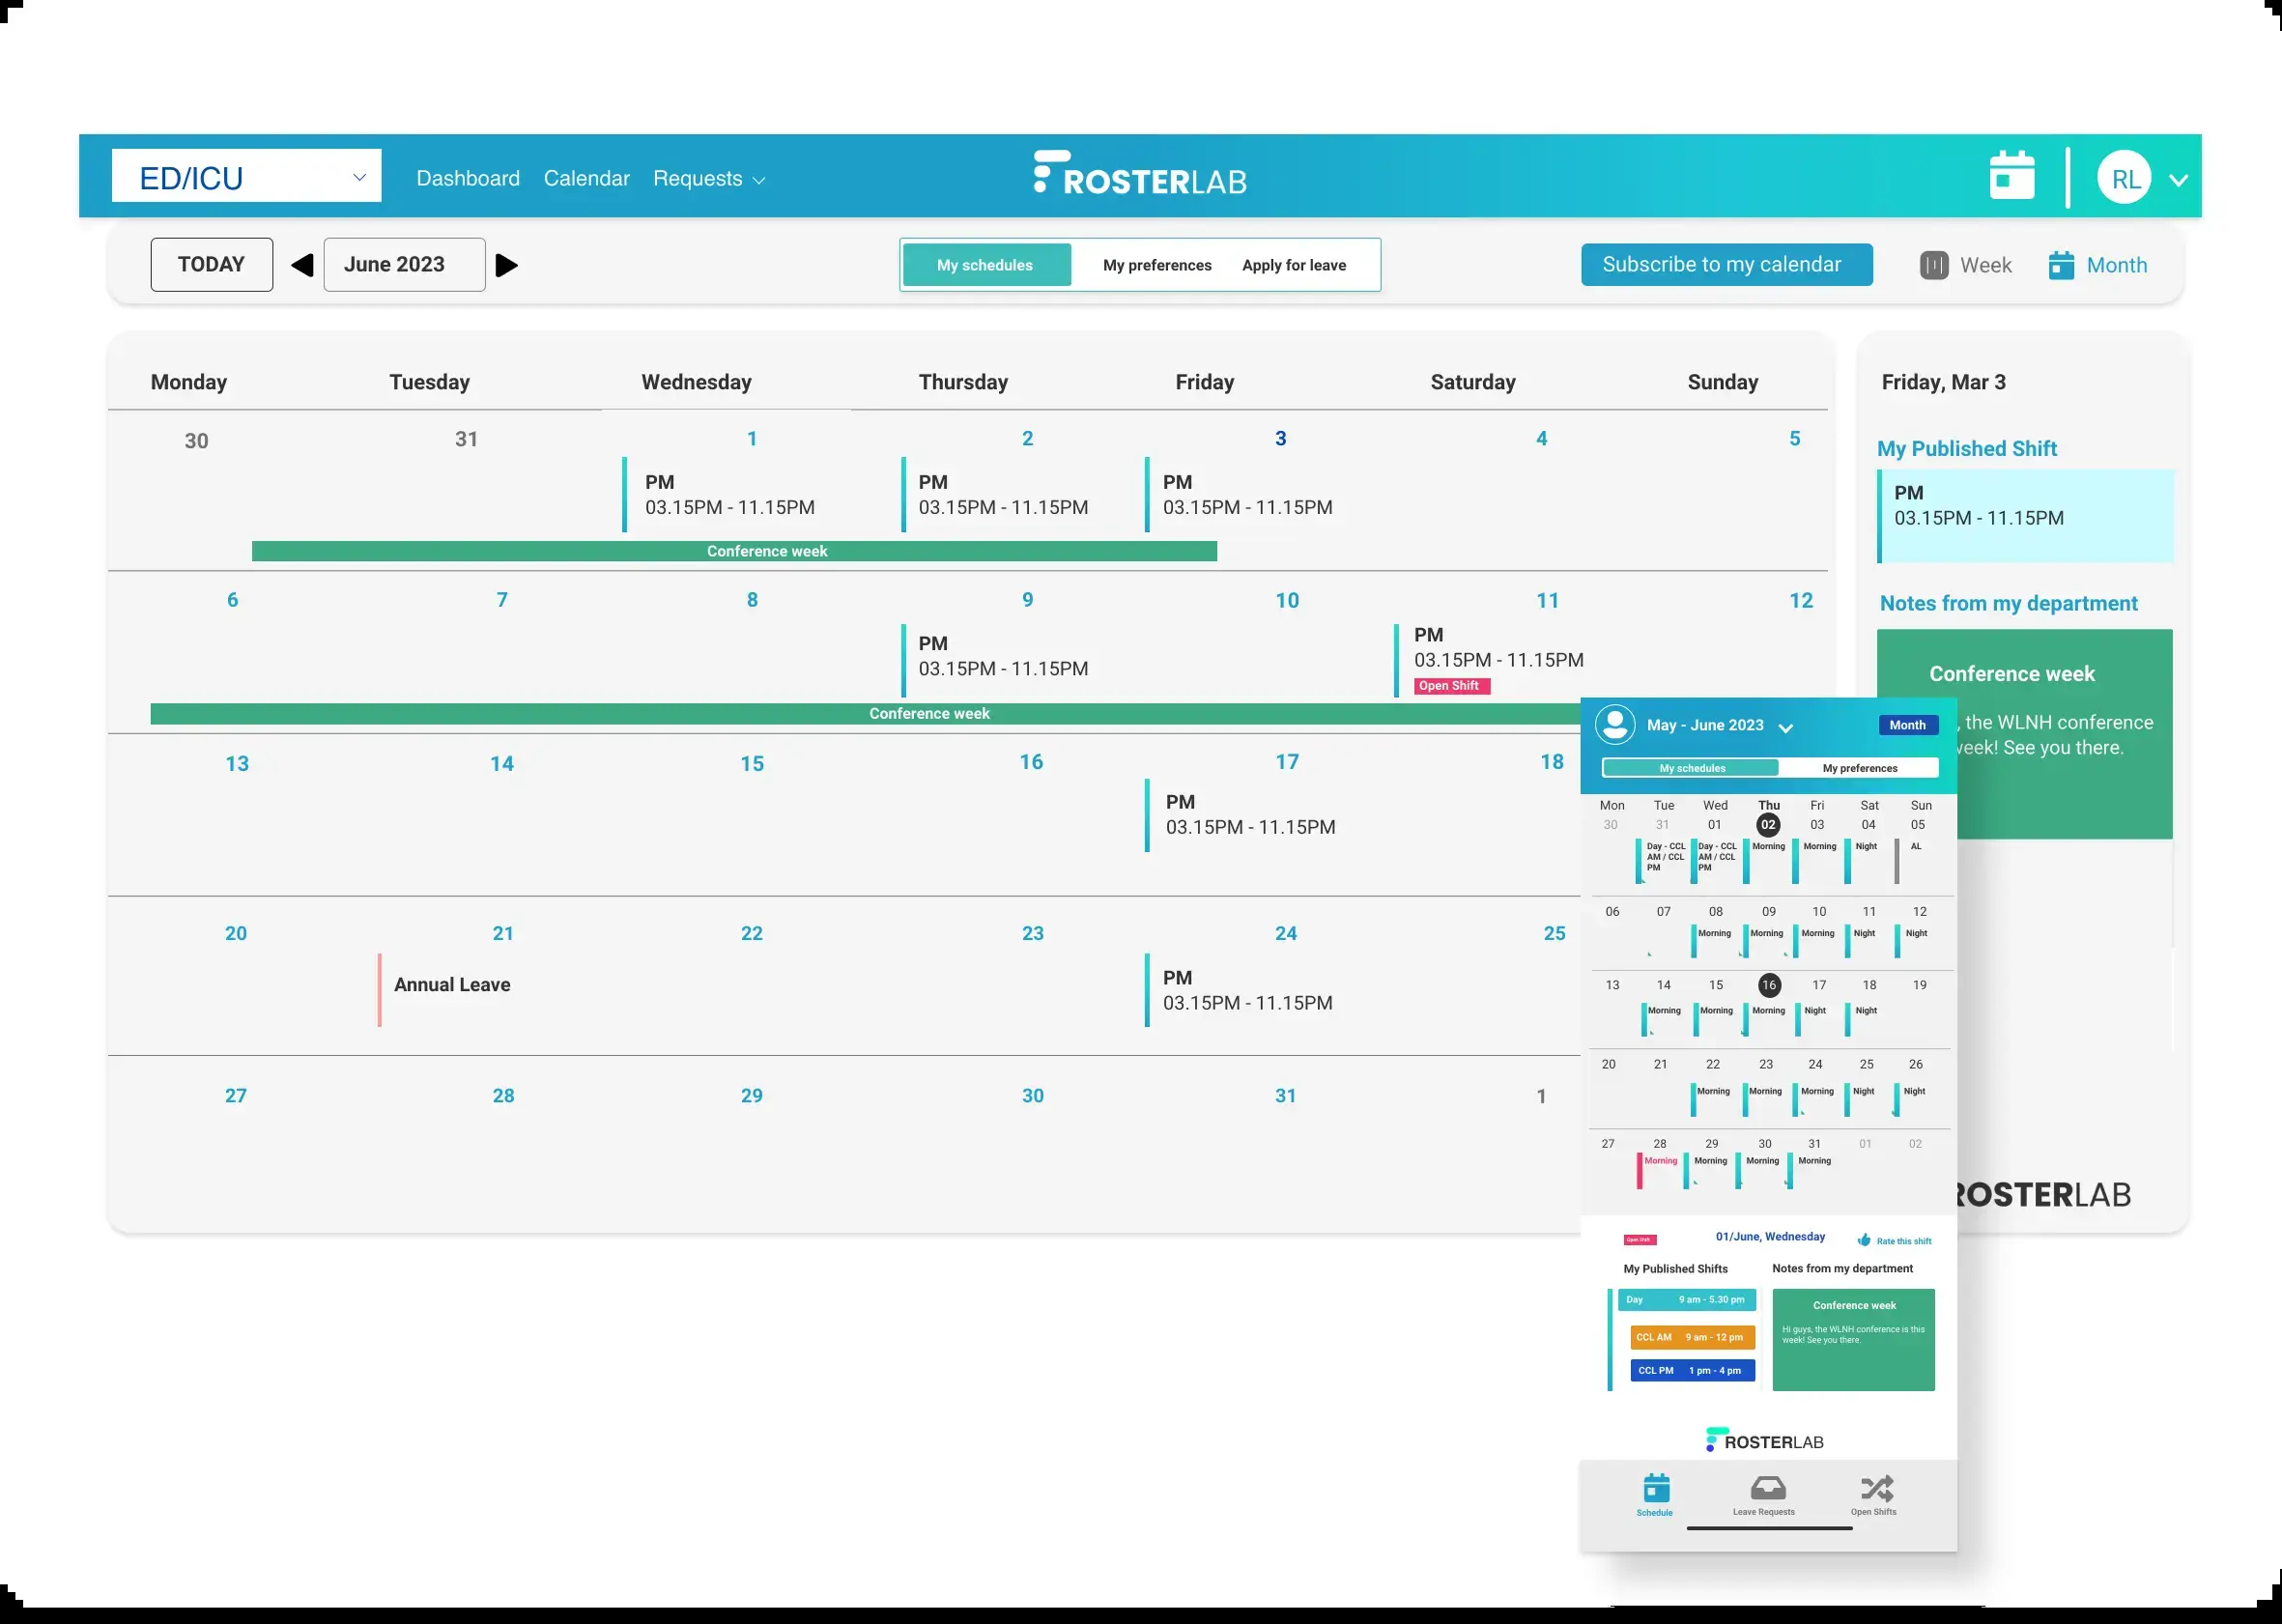 ED/ICU
Dashboard Calendar Requests
ROSTERLAB
RL
TODAY
June 2023
My schedules My preferences Apply for leave
Subscribe to my calendar
Week
Month
Monday Tuesday Wednesday Thursday Friday Saturday Sunday
30 31 1 2 3 4 5
PM
03.15PM - 11.15PM
PM
03.15PM - 11.15PM
PM
03.15PM - 11.15PM
Conference week
6 7 8 9 10 11 12
PM
03.15PM - 11.15PM
PM
03.15PM - 11.15PM
Open Shift
Conference week
13 14 15 16 17 18
PM
03.15PM - 11.15PM
20 21 22 23 24 25
Annual Leave
PM
03.15PM - 11.15PM
27 28 29 30 31 1
Friday, Mar 3
My Published Shift
PM
03.15PM - 11.15PM
Notes from my department
Conference week
, the WLNH conference
week! See you there.
ROSTERLAB
May - June 2023
Month
My schedules My preferences
Mon Tue Wed Thu Fri Sat Sun
30 31 01 02 03 04 05
Day - CCL
AM / CCL
PM
Day - CCL
AM / CCL
PM
Morning Morning Night AL
06 07 08 09 10 11 12
Morning Morning Morning Night Night
13 14 15 16 17 18 19
Morning Morning Morning Night Night
20 21 22 23 24 25 26
Morning Morning Morning Night Night
27 28 29 30 31 01 02
Morning Morning Morning Morning
Open Shift
01/June, Wednesday
Rate this shift
My Published Shifts
Day 9 am - 5.30 pm
CCL AM 9 am - 12 pm
CCL PM 1 pm - 4 pm
Notes from my department
Conference week
Hi guys, the WLNH conference is this
week! See you there.
ROSTERLAB
Schedule Leave Requests Open Shifts